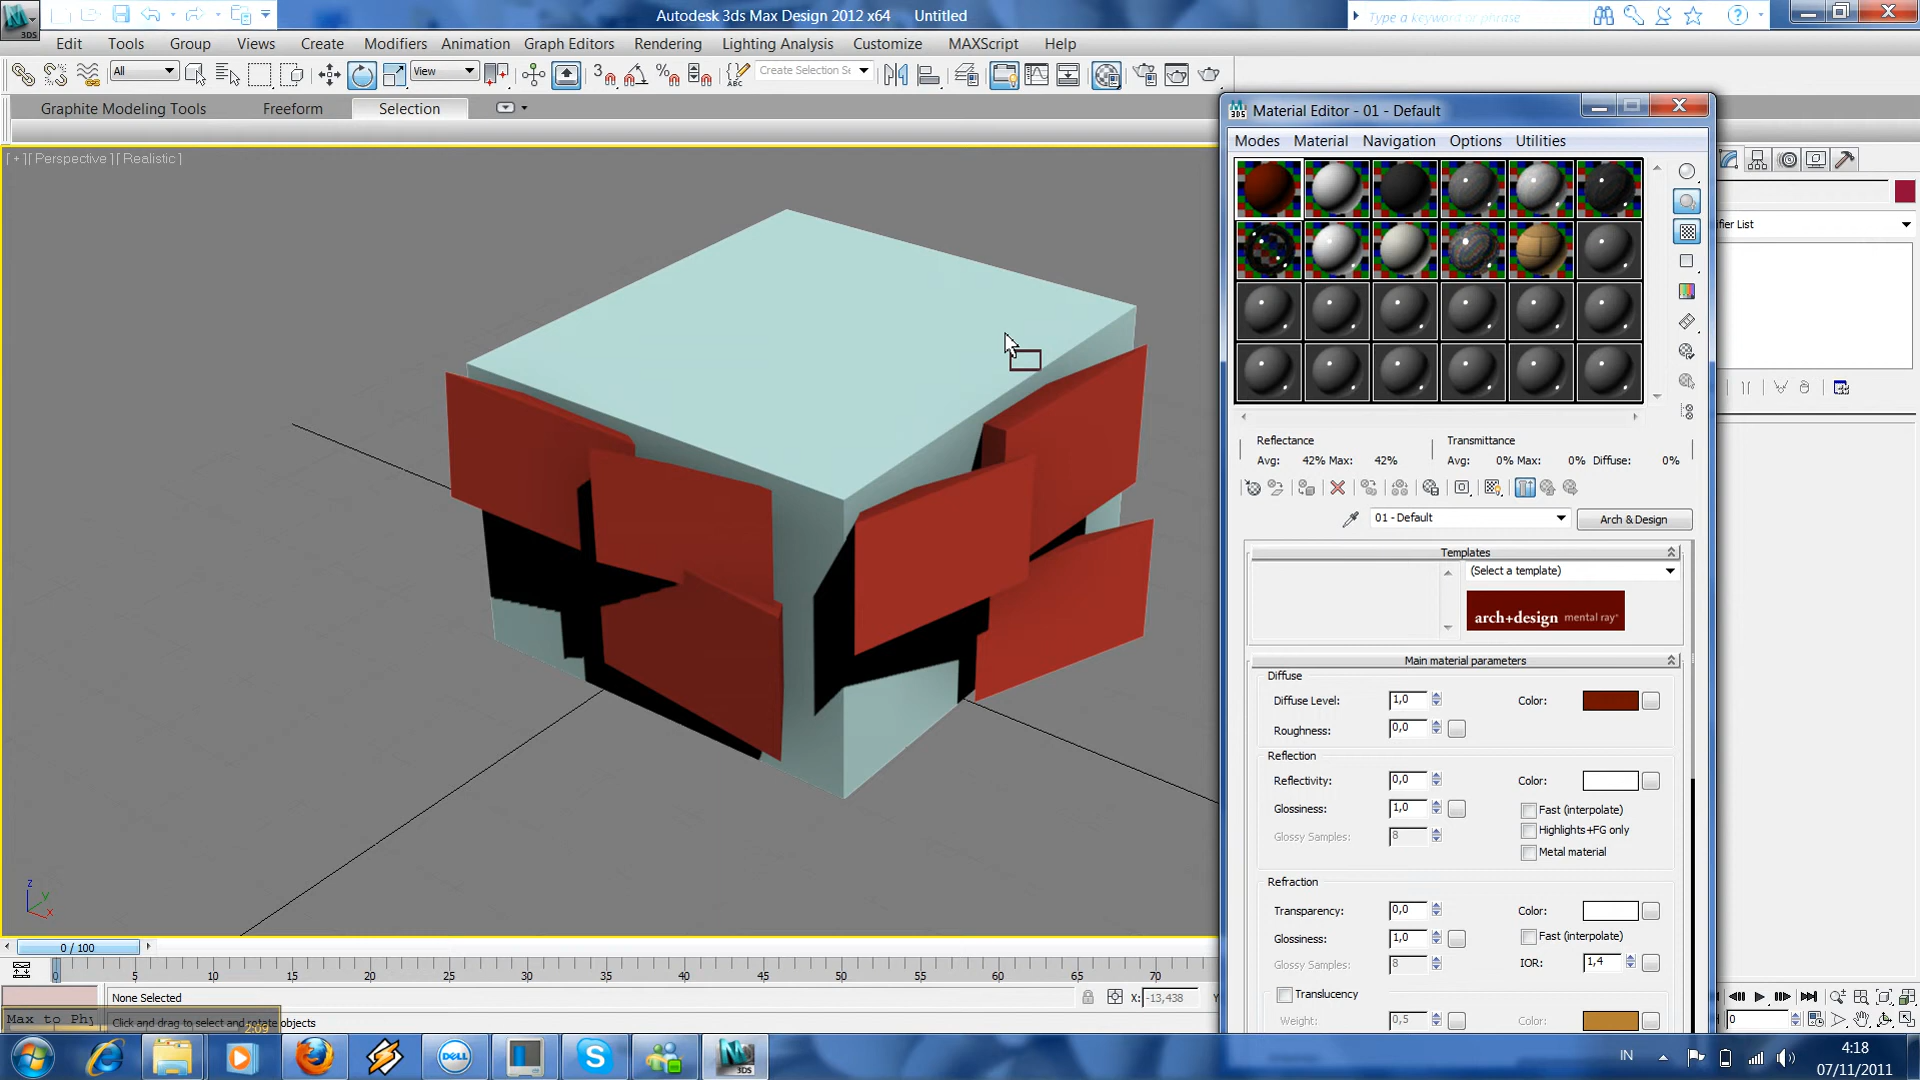 Autodesk 3ds Max Design 2012 x64 Untitled
Type a keyword or phrase
3DS
Edit Tools Group Views Create Modifiers Animation Graph Editors Rendering Lighting Analysis Customize MAXScript Help
All View 3 ABC Create Selection Se
Graphite Modeling Tools Freeform Selection
[ + ][ Perspective ][ Realistic ]
Material Editor - 01 - Default
Modes Material Navigation Options Utilities
ifier List
Reflectance Transmittance
Avg: 42% Max: 42% Avg: 0% Max: 0% Diffuse: 0%
01 - Default Arch & Design
Templates
(Select a template)
arch+design mental ray
Main material parameters
Diffuse
Diffuse Level: 1,0 Color:
Roughness: 0,0
Reflection
Reflectivity: 0,0 Color:
Glossiness: 1,0 Fast (interpolate)
Highlights+FG only
Glossy Samples: 8
Metal material
Refraction
Transparency: 0,0 Color:
Glossiness: 1,0 Fast (interpolate)
Glossy Samples: 8 IOR: 1,4
Translucency
Weight: 0,5 Color:
z y x
0 / 100
0 5 10 15 20 25 30 35 40 45 50 55 60 65 70
None Selected X: -13,438 Y
Max to Phy Click and drag to select and rotate objects
2:09
0
DELL S 3DS IN
4:18
07/11/2011